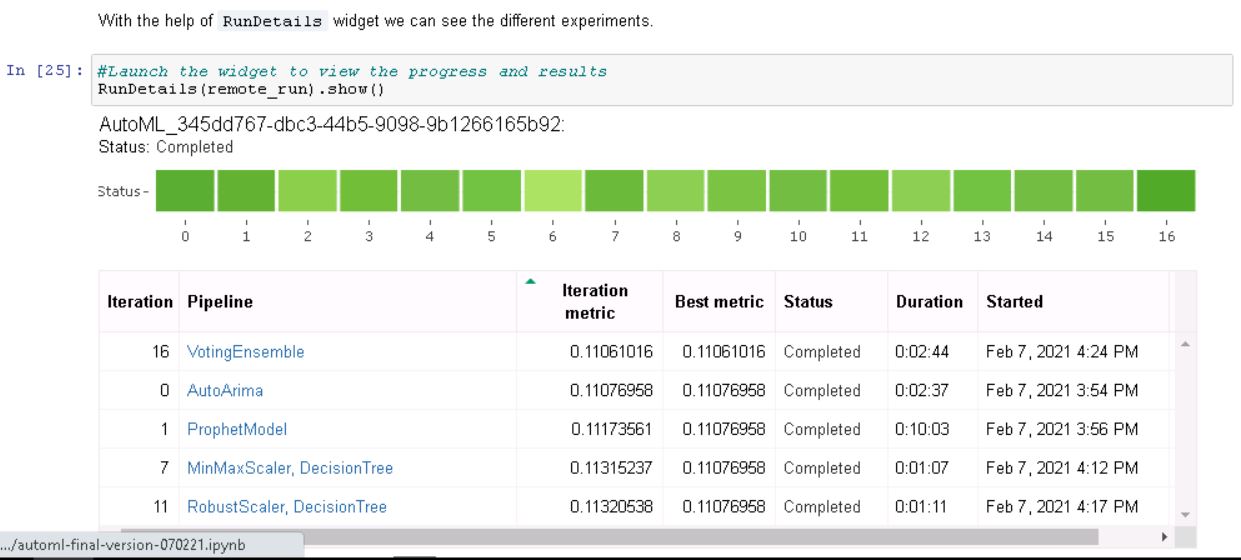 With the help of RunDetails widget we can see the different experiments.
In [25]: #Launch the widget to view the progress and results
RunDetails(remote_run).show()
AutoML_345dd767-dbc3-44b5-9098-9b1266165b92:
Status: Completed
Status
0 1 2 3 4 5 6 7 8 9 10 11 12 13 14 15 16
Iteration Pipeline Iteration metric Best metric Status Duration Started
16 VotingEnsemble 0.11061016 0.11061016 Completed 0:02:44 Feb 7, 2021 4:24 PM
0 AutoArima 0.11076958 0.11076958 Completed 0:02:37 Feb 7, 2021 3:54 PM
1 ProphetModel 0.11173561 0.11076958 Completed 0:10:03 Feb 7, 2021 3:56 PM
7 MinMaxScaler, DecisionTree 0.11315237 0.11076958 Completed 0:01:07 Feb 7, 2021 4:12 PM
11 RobustScaler, DecisionTree 0.11320538 0.11076958 Completed 0:01:11 Feb 7, 2021 4:17 PM
.../automl-final-version-070221.ipynb